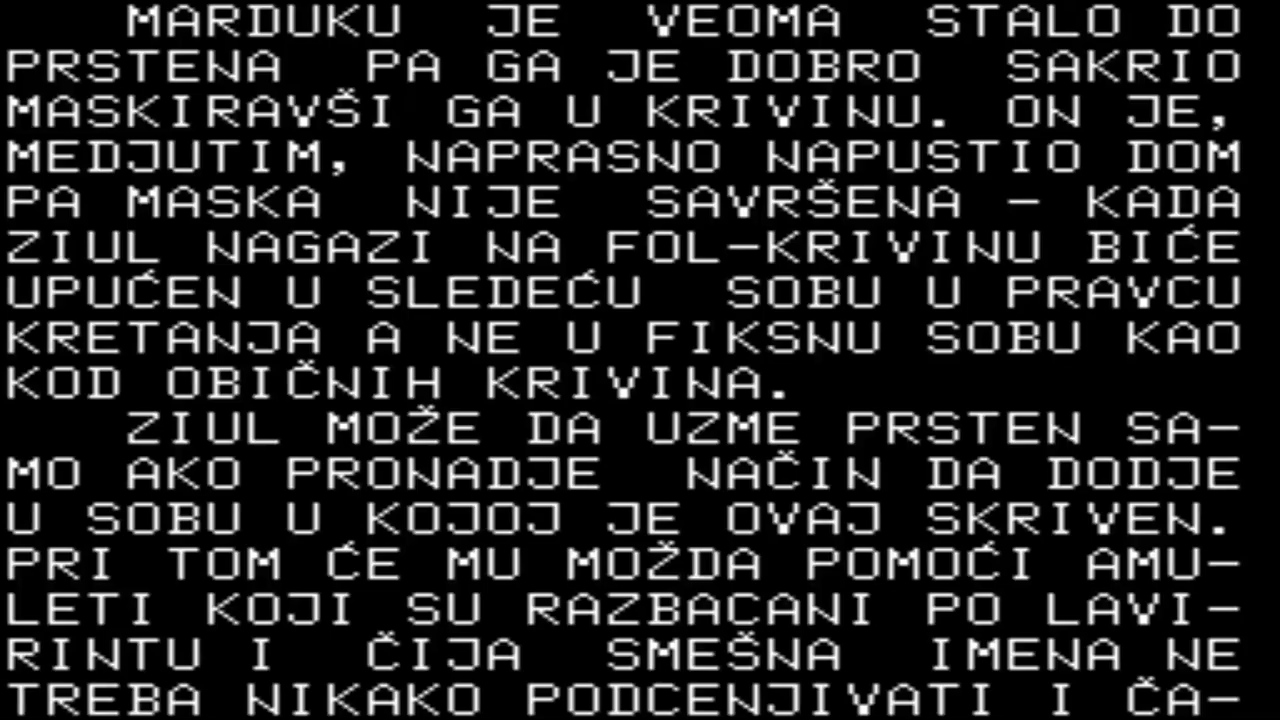 MARDUKU JE VEOMA STALO DO
PRSTENA PA GA JE DOBRO SAKRIO
MASKIRAVŠI GA U KRIVINU. ON JE,
MEDJUTIM, NAPRASNO NAPUSTIO DOM
PA MASKA NIJE SAVRŠENA - KADA
ZIUL NAGAZI NA FOL-KRIVINU BIĆE
UPUĆEN U SLEDEĆU SOBU U PRAVCU
KRETANJA A NE U FIKSNU SOBU KAO
KOD OBIČNIH KRIVINA.
ZIUL MOŽE DA UZME PRSTEN SA-
MO AKO PRONADJE NAČIN DA DODJE
U SOBU U KOJOJ JE OVAJ SKRIVEN.
PRI TOM ĆE MU MOŽDA POMOĆI AMU-
LETI KOJI SU RAZBACANI PO LAVI-
RINTU I ČIJA SMEŠNA IMENA NE
TREBA NIKAKO PODCENJIVATI I ČA-